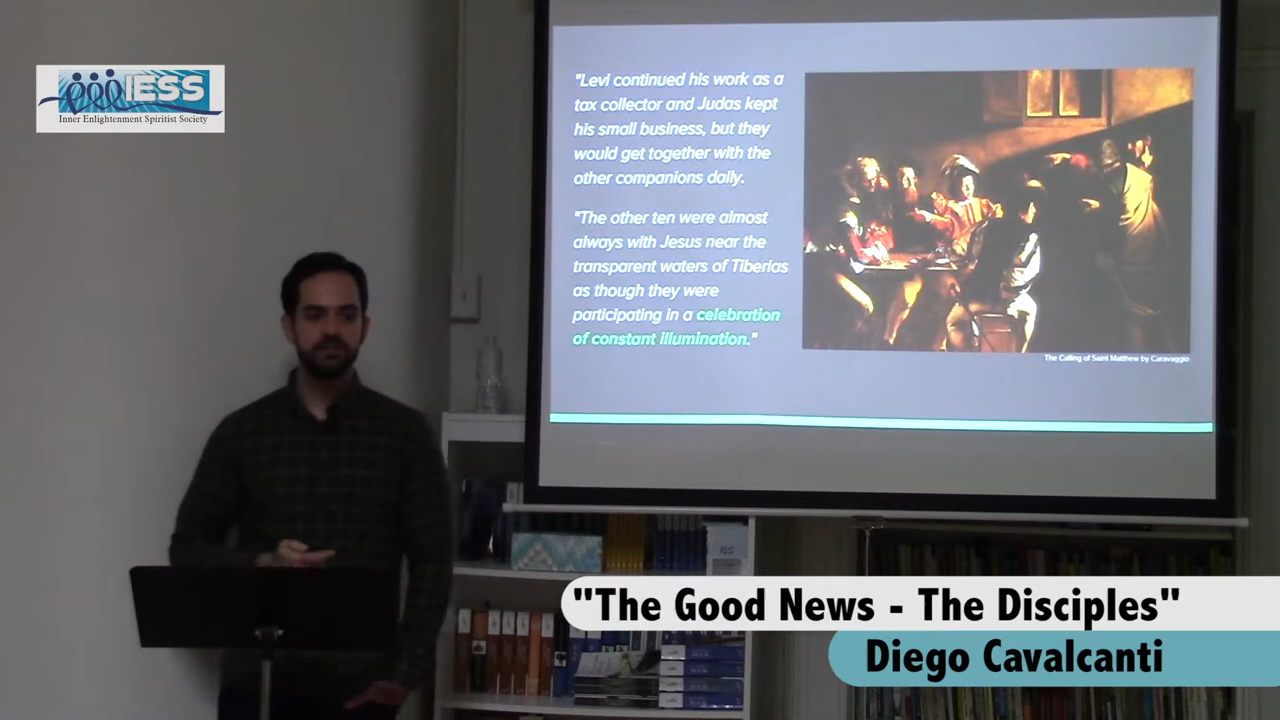 IESS
Inner Enlightenment Spiritist Society
"Levi continued his work as a
tax collector and Judas kept
his small business, but they
would get together with the
other companions daily.
"The other ten were almost
always with Jesus near the
transparent waters of Tiberias
as though they were
participating in a celebration
of constant illumination."
The Calling of Saint Matthew by Caravaggio
"The Good News - The Disciples"
Diego Cavalcanti